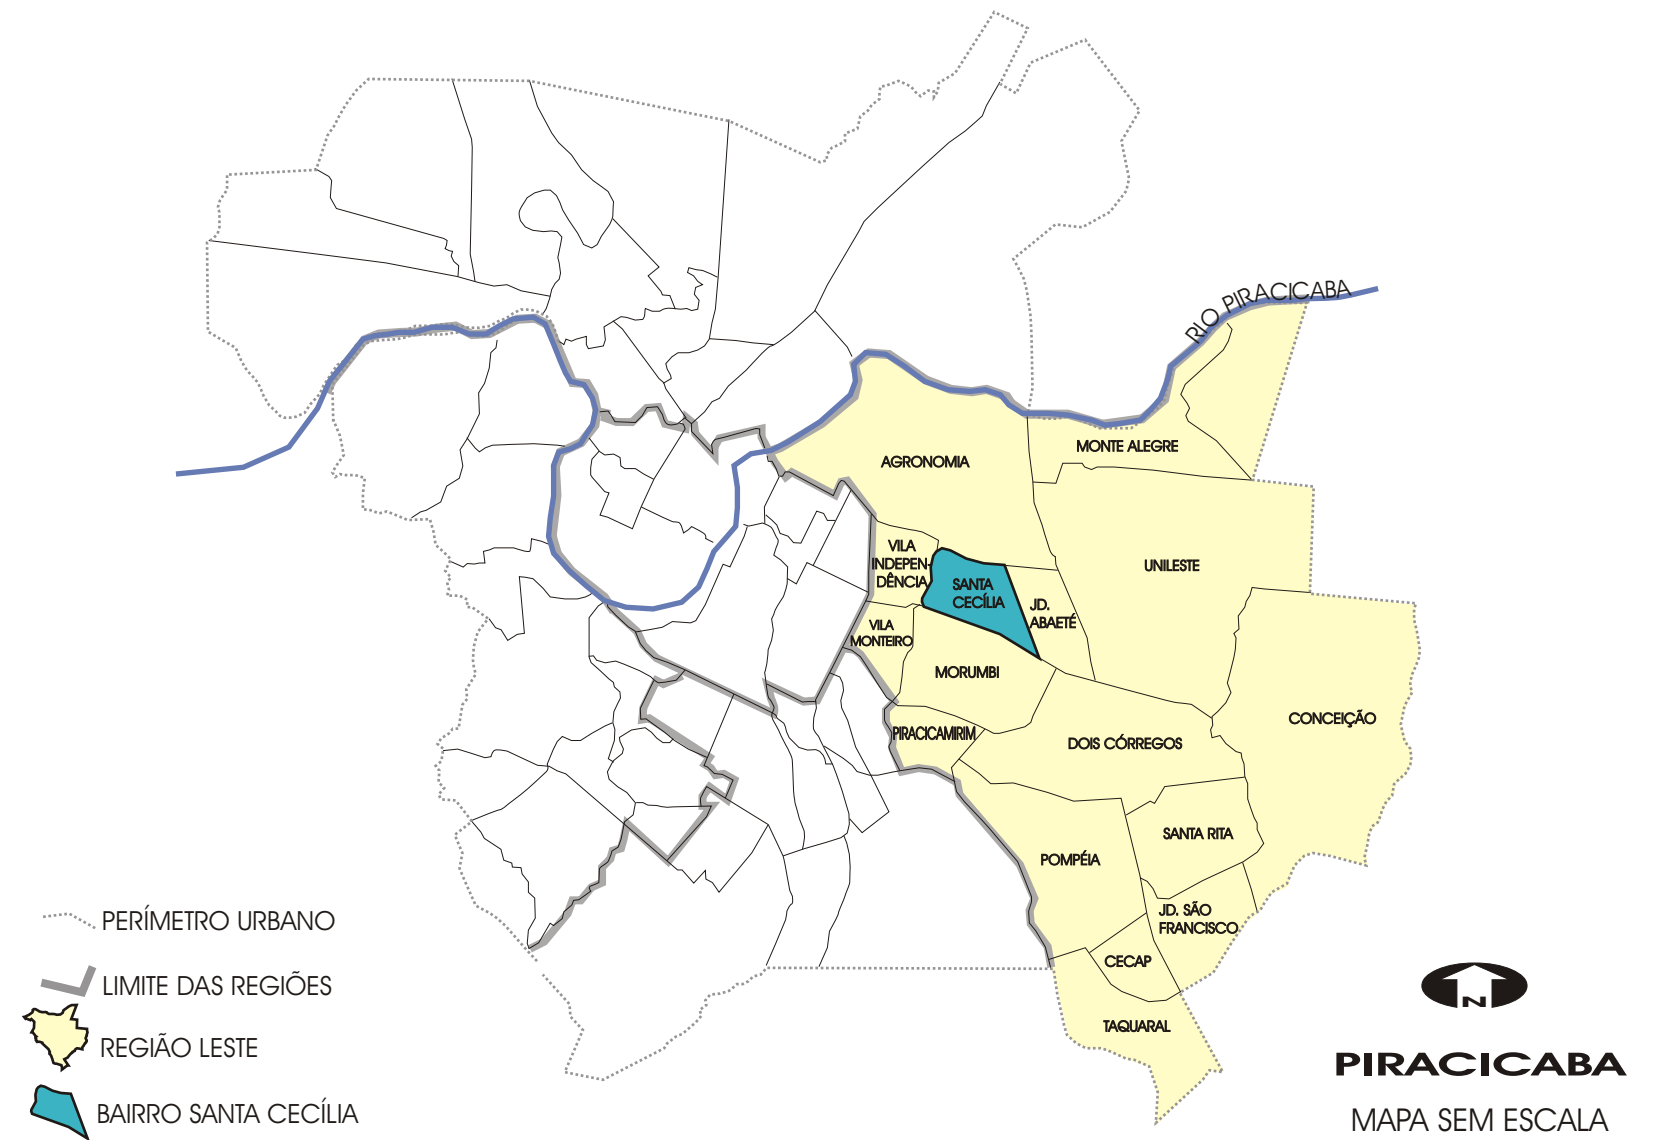 RIO PIRACICABA
MONTE ALEGRE
AGRONOMIA
VILA
INDEPEN-
DÊNCIA
UNILESTE
SANTA
CECÍLIA
JD.
ABAETÉ
VILA
MONTEIRO
MORUMBI
CONCEIÇÃO
PIRACICAMIRIM
DOIS CÓRREGOS
SANTA RITA
POMPÉIA
JD. SÃO
FRANCISCO
CECAP
TAQUARAL
PERÍMETRO URBANO
LIMITE DAS REGIÕES
REGIÃO LESTE
BAIRRO SANTA CECÍLIA
N
PIRACICABA
MAPA SEM ESCALA